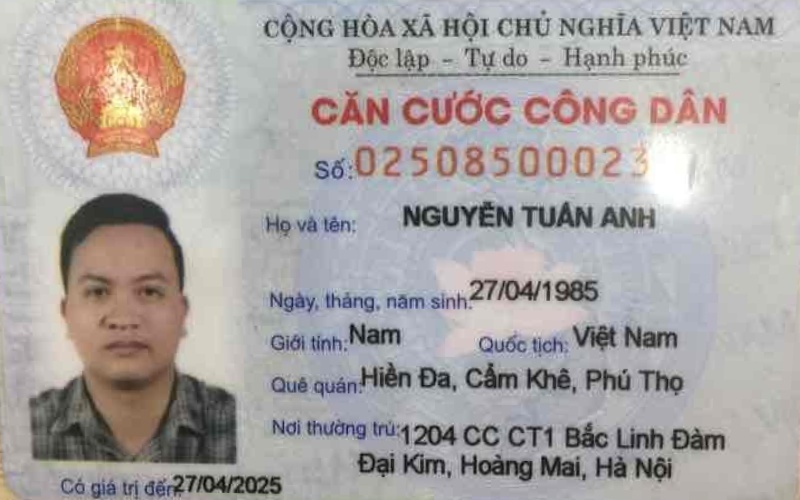 CỘNG HÒA XÃ HỘI CHỦ NGHĨA VIỆT NAM
Độc lập - Tự do - Hạnh phúc
CĂN CƯỚC CÔNG DÂN
Số: 02508500023
Họ và tên: NGUYỄN TUẤN ANH
Ngày, tháng, năm sinh: 27/04/1985
Giới tính: Nam Quốc tịch: Việt Nam
Quê quán: Hiền Đa, Cẩm Khê, Phú Thọ
Nơi thường trú: 1204 CC CT1 Bắc Linh Đàm
Đại Kim, Hoàng Mai, Hà Nội
Có giá trị đến: 27/04/2025